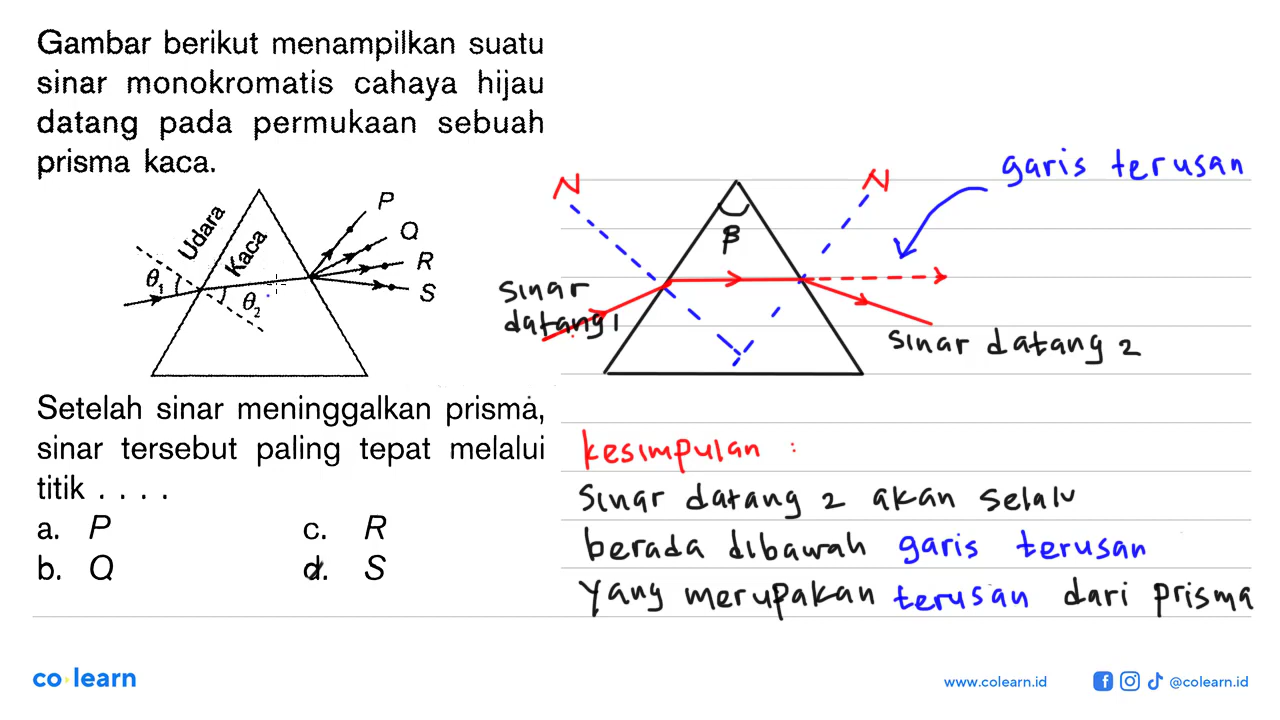 Gambar berikut menampilkan suatu
sinar monokromatis cahaya hijau
datang pada permukaan sebuah
prisma kaca.
Udara
Kaca
θ₁
θ₂
P
Q
R
S
Setelah sinar meninggalkan prisma,
sinar tersebut paling tepat melalui
titik . . . .
a. P
c. R
b. Q
d. S
N
N
garis terusan
β
sinar
datang 1
sinar datang 2
kesimpulan :
sinar datang 2 akan selalu
berada dibawah garis terusan
yang merupakan terusan dari prisma
co learn
www.colearn.id
@colearn.id